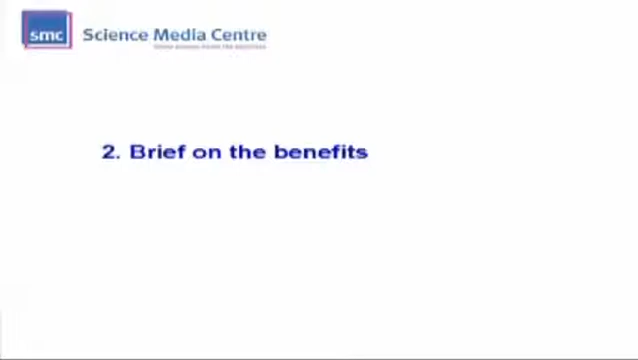 smc Science Media Centre
2. Brief on the benefits